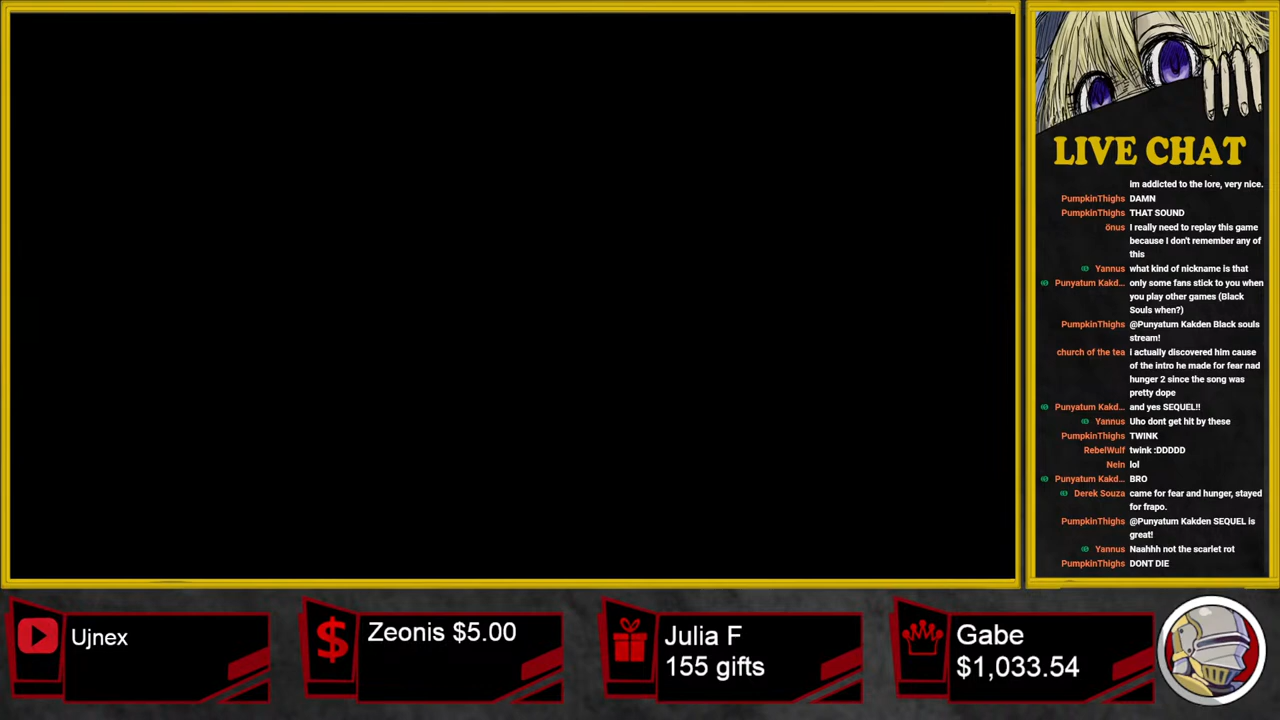 LIVE CHAT
im addicted to the lore, very nice.
PumpkinThighs DAMN
PumpkinThighs THAT SOUND
önus I really need to replay this game
because I don't remember any of
this
Yannus what kind of nickname is that
Punyatum Kakd... only some fans stick to you when
you play other games (Black
Souls when?)
PumpkinThighs @Punyatum Kakden Black souls
stream!
church of the tea i actually discovered him cause
of the intro he made for fear nad
hunger 2 since the song was
pretty dope
Punyatum Kakd... and yes SEQUEL!!
Yannus Uho dont get hit by these
PumpkinThighs TWINK
RebelWulf twink :DDDDD
Nein lol
Punyatum Kakd... BRO
Derek Souza came for fear and hunger, stayed
for frapo.
PumpkinThighs @Punyatum Kakden SEQUEL is
great!
Yannus Naahhh not the scarlet rot
PumpkinThighs DONT DIE
Ujnex
$
Zeonis $5.00
Julia F
155 gifts
Gabe
$1,033.54